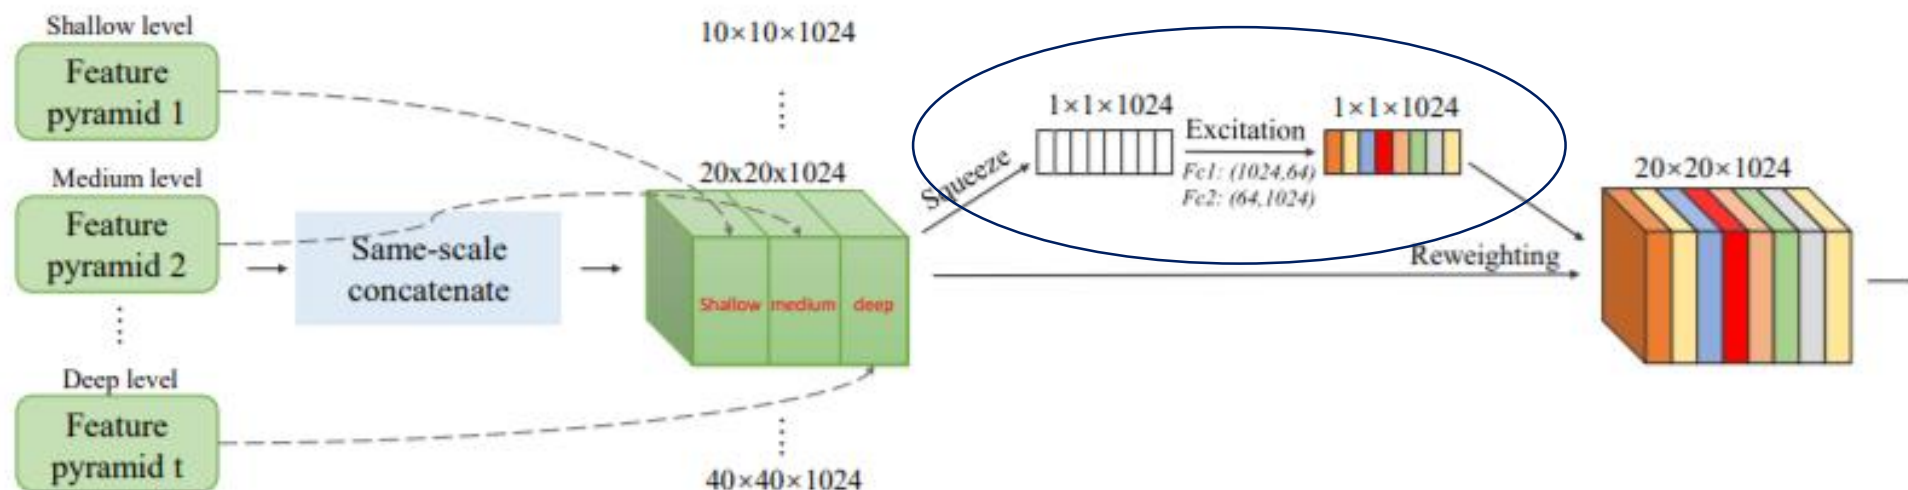 Shallow level
Feature
pyramid 1
Medium level
Feature
pyramid 2
Deep level
Feature
pyramid t
Same-scale
concatenate
10×10×1024
20x20x1024
Shallow medium deep
40×40×1024
Squeeze
1×1×1024
Excitation
Fc1: (1024,64)
Fc2: (64,1024)
1×1×1024
Reweighting
20×20×1024